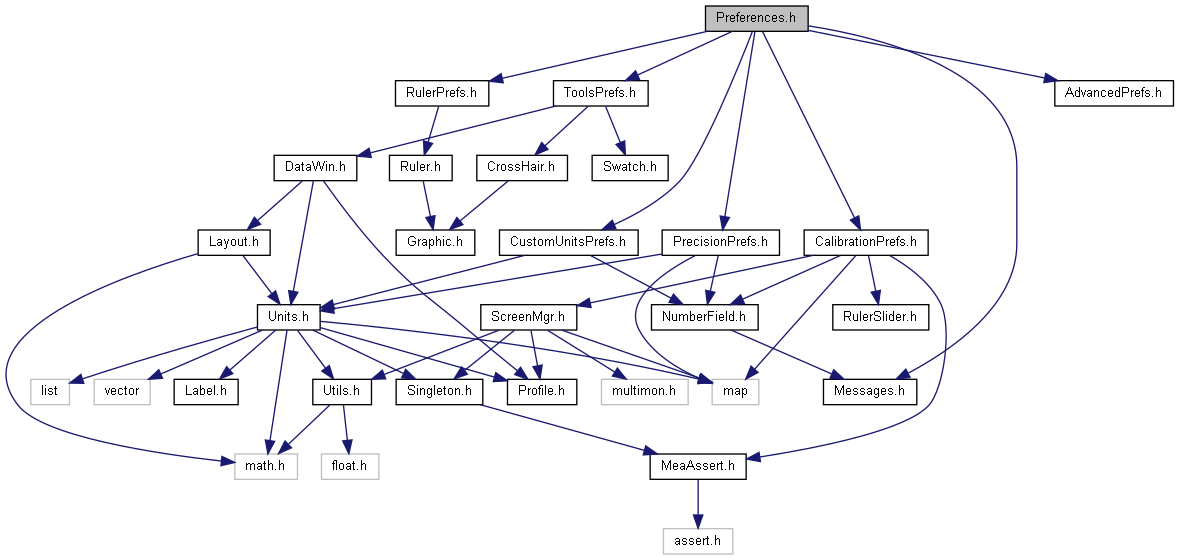 Preferences.h
RulerPrefs.h
ToolsPrefs.h
AdvancedPrefs.h
DataWin.h
Ruler.h
CrossHair.h
Swatch.h
Layout.h
Graphic.h
CustomUnitsPrefs.h
PrecisionPrefs.h
CalibrationPrefs.h
Units.h
ScreenMgr.h
NumberField.h
RulerSlider.h
list
vector
Label.h
Utils.h
Singleton.h
Profile.h
multimon.h
map
Messages.h
math.h
float.h
MeaAssert.h
assert.h